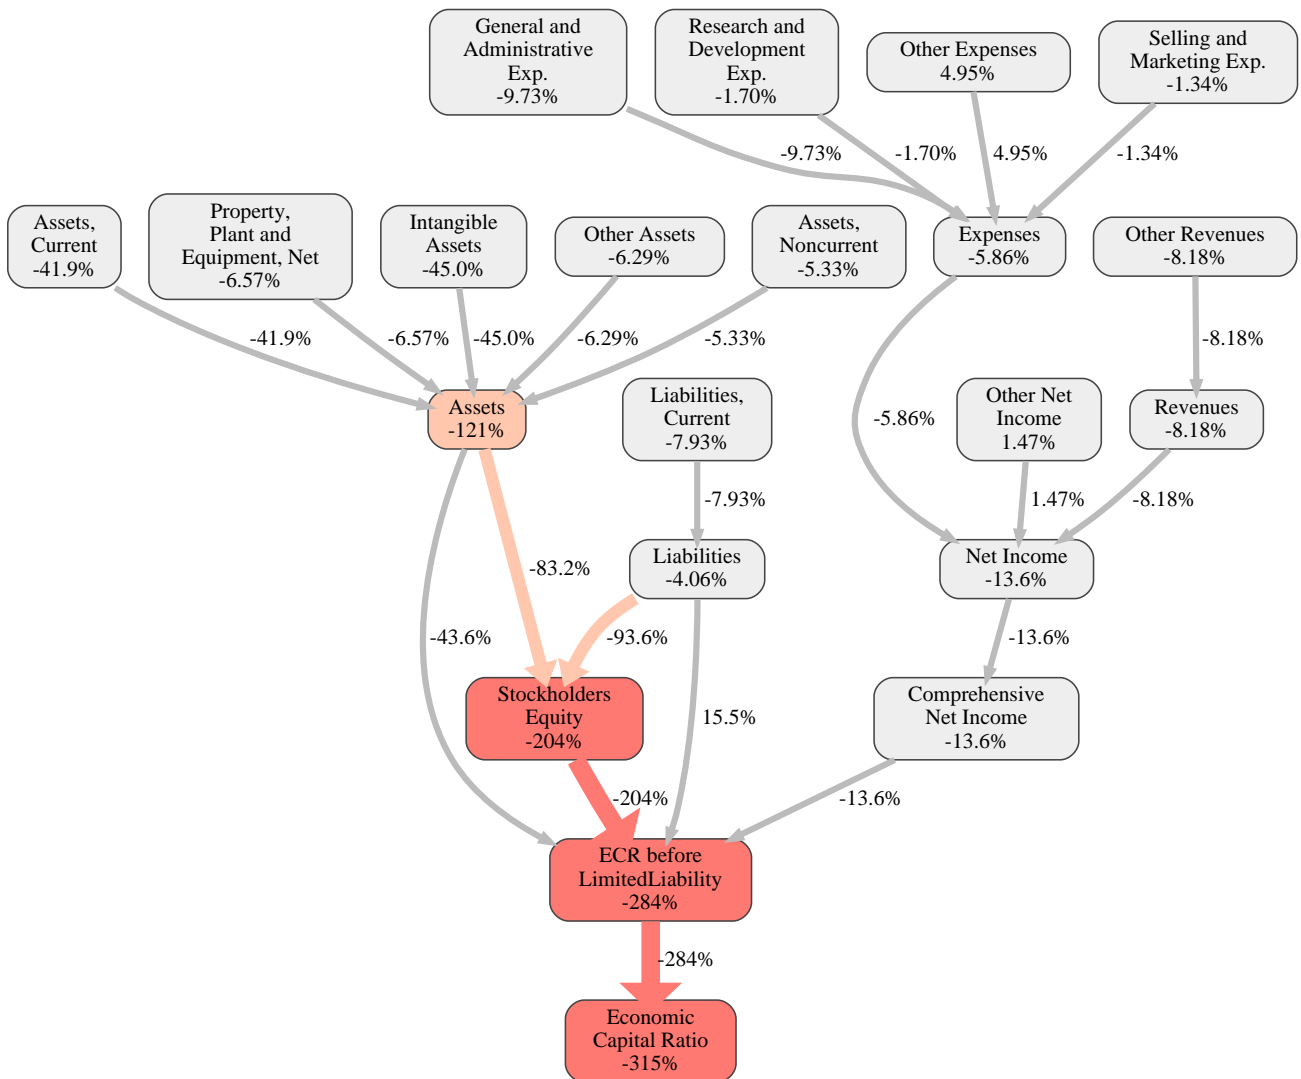 General and
Administrative
Exp.
-9.73%
Research and
Development
Exp.
-1.70%
Other Expenses
4.95%
Selling and
Marketing Exp.
-1.34%
-9.73%
-1.70%
4.95%
-1.34%
Assets,
Current
-41.9%
Property,
Plant and
Equipment, Net
-6.57%
Intangible
Assets
-45.0%
Other Assets
-6.29%
Assets,
Noncurrent
-5.33%
Expenses
-5.86%
Other Revenues
-8.18%
-41.9%
-6.57%
-45.0%
-6.29%
-5.33%
-8.18%
Assets
-121%
Liabilities,
Current
-7.93%
-5.86%
Other Net
Income
1.47%
Revenues
-8.18%
-7.93%
1.47%
-8.18%
-83.2%
Liabilities
-4.06%
Net Income
-13.6%
-43.6%
-93.6%
-13.6%
Stockholders
Equity
-204%
15.5%
Comprehensive
Net Income
-13.6%
-204%
-13.6%
ECR before
LimitedLiability
-284%
-284%
Economic
Capital Ratio
-315%